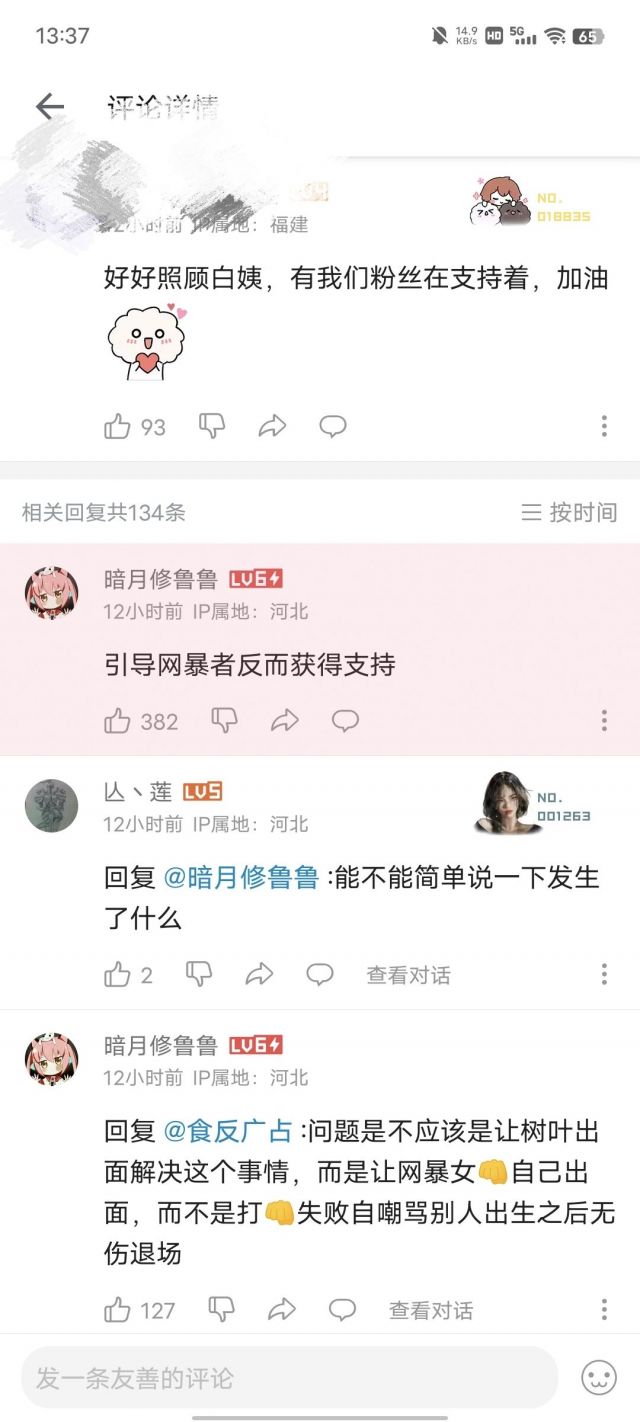 13:37
14.9 KB/s HD 5G 65
评论详情
12小时前 IP属地：福建
NO.
018835
好好照顾白姨，有我们粉丝在支持着，加油
93
相关回复共134条
按时间
暗月修鲁鲁 LV6
12小时前 IP属地：河北
引导网暴者反而获得支持
382
亾丶莲 LV5
12小时前 IP属地：河北
NO.
001263
回复 @暗月修鲁鲁 :能不能简单说一下发生
了什么
2 查看对话
暗月修鲁鲁 LV6
12小时前 IP属地：河北
回复 @食反广占 :问题是不应该是让树叶出
面解决这个事情，而是让网暴女👊自己出
面，而不是打👊失败自嘲骂别人出生之后无
伤退场
127 查看对话
发一条友善的评论